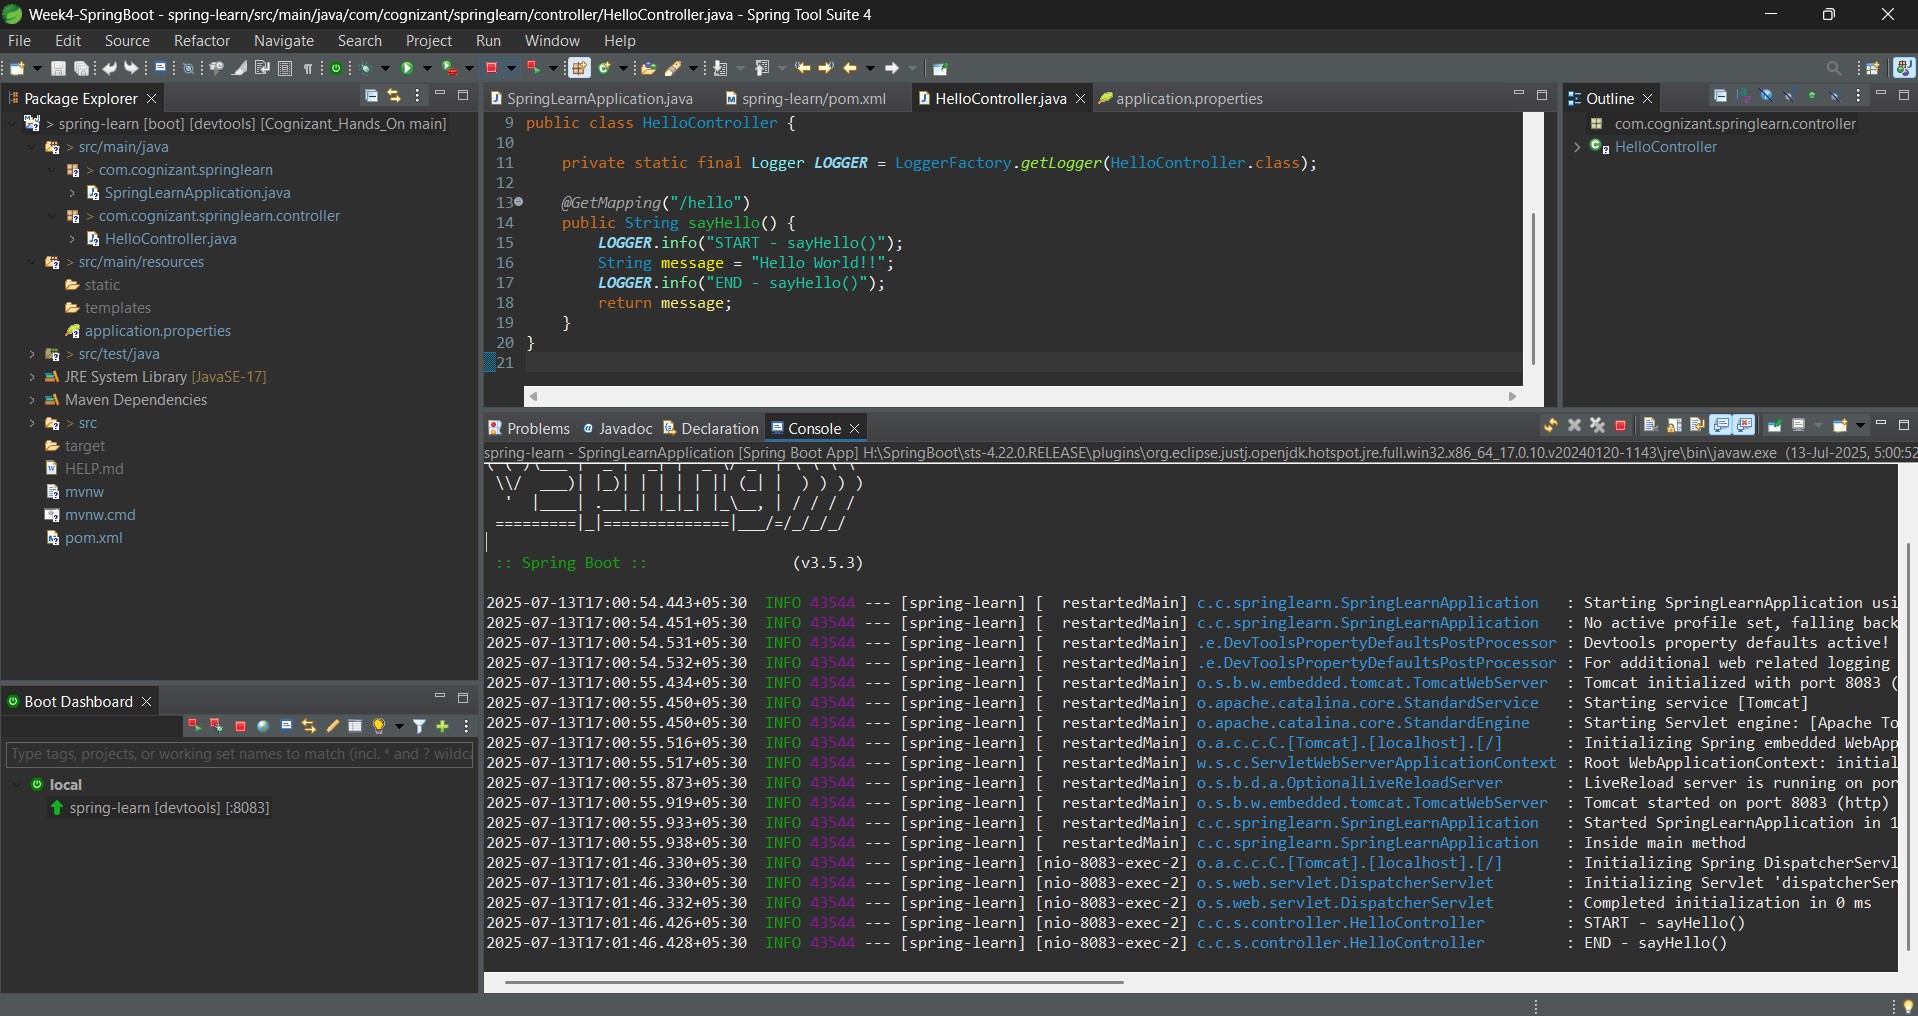 Week4-SpringBoot - spring-learn/src/main/java/com/cognizant/springlearn/controller/HelloController.java - Spring Tool Suite 4
File Edit Source Refactor Navigate Search Project Run Window Help
Package Explorer
> spring-learn [boot] [devtools] [Cognizant_Hands_On main]
> src/main/java
> com.cognizant.springlearn
SpringLearnApplication.java
> com.cognizant.springlearn.controller
HelloController.java
> src/main/resources
static
templates
application.properties
> src/test/java
JRE System Library [JavaSE-17]
Maven Dependencies
> src
target
HELP.md
mvnw
mvnw.cmd
pom.xml
Boot Dashboard
Type tags, projects, or working set names to match (incl. * and ? wildc
local
spring-learn [devtools] [:8083]
SpringLearnApplication.java spring-learn/pom.xml HelloController.java application.properties
9 public class HelloController {
10
11 private static final Logger LOGGER = LoggerFactory.getLogger(HelloController.class);
12
13 @GetMapping("/hello")
14 public String sayHello() {
15 LOGGER.info("START - sayHello()");
16 String message = "Hello World!!";
17 LOGGER.info("END - sayHello()");
18 return message;
19 }
20 }
21
Outline
com.cognizant.springlearn.controller
HelloController
Problems Javadoc Declaration Console
spring-learn - SpringLearnApplication [Spring Boot App] H:\SpringBoot\sts-4.22.0.RELEASE\plugins\org.eclipse.justj.openjdk.hotspot.jre.full.win32.x86_64_17.0.10.v20240120-1143\jre\bin\javaw.exe (13-Jul-2025, 5:00:52
 \\/  ___)| |_)| | | | | || (_| |  ) ) ) )
  '  |____| .__|_| |_|_| |_\__, | / / / /
 =========|_|==============|___/=/_/_/_/
:: Spring Boot :: (v3.5.3)
2025-07-13T17:00:54.443+05:30 INFO 43544 --- [spring-learn] [ restartedMain] c.c.springlearn.SpringLearnApplication : Starting SpringLearnApplication usi
2025-07-13T17:00:54.451+05:30 INFO 43544 --- [spring-learn] [ restartedMain] c.c.springlearn.SpringLearnApplication : No active profile set, falling back
2025-07-13T17:00:54.531+05:30 INFO 43544 --- [spring-learn] [ restartedMain] .e.DevToolsPropertyDefaultsPostProcessor : Devtools property defaults active!
2025-07-13T17:00:54.532+05:30 INFO 43544 --- [spring-learn] [ restartedMain] .e.DevToolsPropertyDefaultsPostProcessor : For additional web related logging
2025-07-13T17:00:55.434+05:30 INFO 43544 --- [spring-learn] [ restartedMain] o.s.b.w.embedded.tomcat.TomcatWebServer : Tomcat initialized with port 8083 (
2025-07-13T17:00:55.450+05:30 INFO 43544 --- [spring-learn] [ restartedMain] o.apache.catalina.core.StandardService : Starting service [Tomcat]
2025-07-13T17:00:55.450+05:30 INFO 43544 --- [spring-learn] [ restartedMain] o.apache.catalina.core.StandardEngine : Starting Servlet engine: [Apache To
2025-07-13T17:00:55.516+05:30 INFO 43544 --- [spring-learn] [ restartedMain] o.a.c.c.C.[Tomcat].[localhost].[/] : Initializing Spring embedded WebApp
2025-07-13T17:00:55.517+05:30 INFO 43544 --- [spring-learn] [ restartedMain] w.s.c.ServletWebServerApplicationContext : Root WebApplicationContext: initial
2025-07-13T17:00:55.873+05:30 INFO 43544 --- [spring-learn] [ restartedMain] o.s.b.d.a.OptionalLiveReloadServer : LiveReload server is running on por
2025-07-13T17:00:55.919+05:30 INFO 43544 --- [spring-learn] [ restartedMain] o.s.b.w.embedded.tomcat.TomcatWebServer : Tomcat started on port 8083 (http)
2025-07-13T17:00:55.933+05:30 INFO 43544 --- [spring-learn] [ restartedMain] c.c.springlearn.SpringLearnApplication : Started SpringLearnApplication in 1
2025-07-13T17:00:55.938+05:30 INFO 43544 --- [spring-learn] [ restartedMain] c.c.springlearn.SpringLearnApplication : Inside main method
2025-07-13T17:01:46.330+05:30 INFO 43544 --- [spring-learn] [nio-8083-exec-2] o.a.c.c.C.[Tomcat].[localhost].[/] : Initializing Spring DispatcherServl
2025-07-13T17:01:46.330+05:30 INFO 43544 --- [spring-learn] [nio-8083-exec-2] o.s.web.servlet.DispatcherServlet : Initializing Servlet 'dispatcherSer
2025-07-13T17:01:46.332+05:30 INFO 43544 --- [spring-learn] [nio-8083-exec-2] o.s.web.servlet.DispatcherServlet : Completed initialization in 0 ms
2025-07-13T17:01:46.426+05:30 INFO 43544 --- [spring-learn] [nio-8083-exec-2] c.c.s.controller.HelloController : START - sayHello()
2025-07-13T17:01:46.428+05:30 INFO 43544 --- [spring-learn] [nio-8083-exec-2] c.c.s.controller.HelloController : END - sayHello()